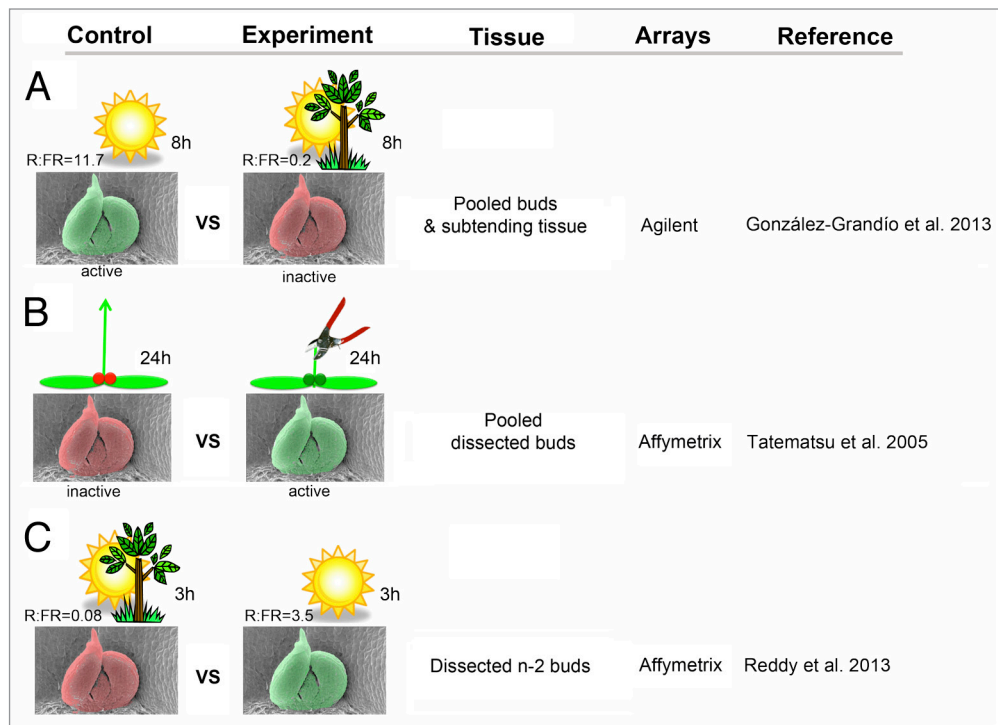 Control Experiment Tissue Arrays Reference
A
8h 8h
R:FR=11.7 R:FR=0.2
VS
Pooled buds
& subtending tissue
Agilent
González-Grandío et al. 2013
active inactive
B
24h 24h
VS
Pooled
dissected buds
Affymetrix
Tatematsu et al. 2005
inactive active
C
3h 3h
R:FR=0.08 R:FR=3.5
VS
Dissected n-2 buds
Affymetrix
Reddy et al. 2013